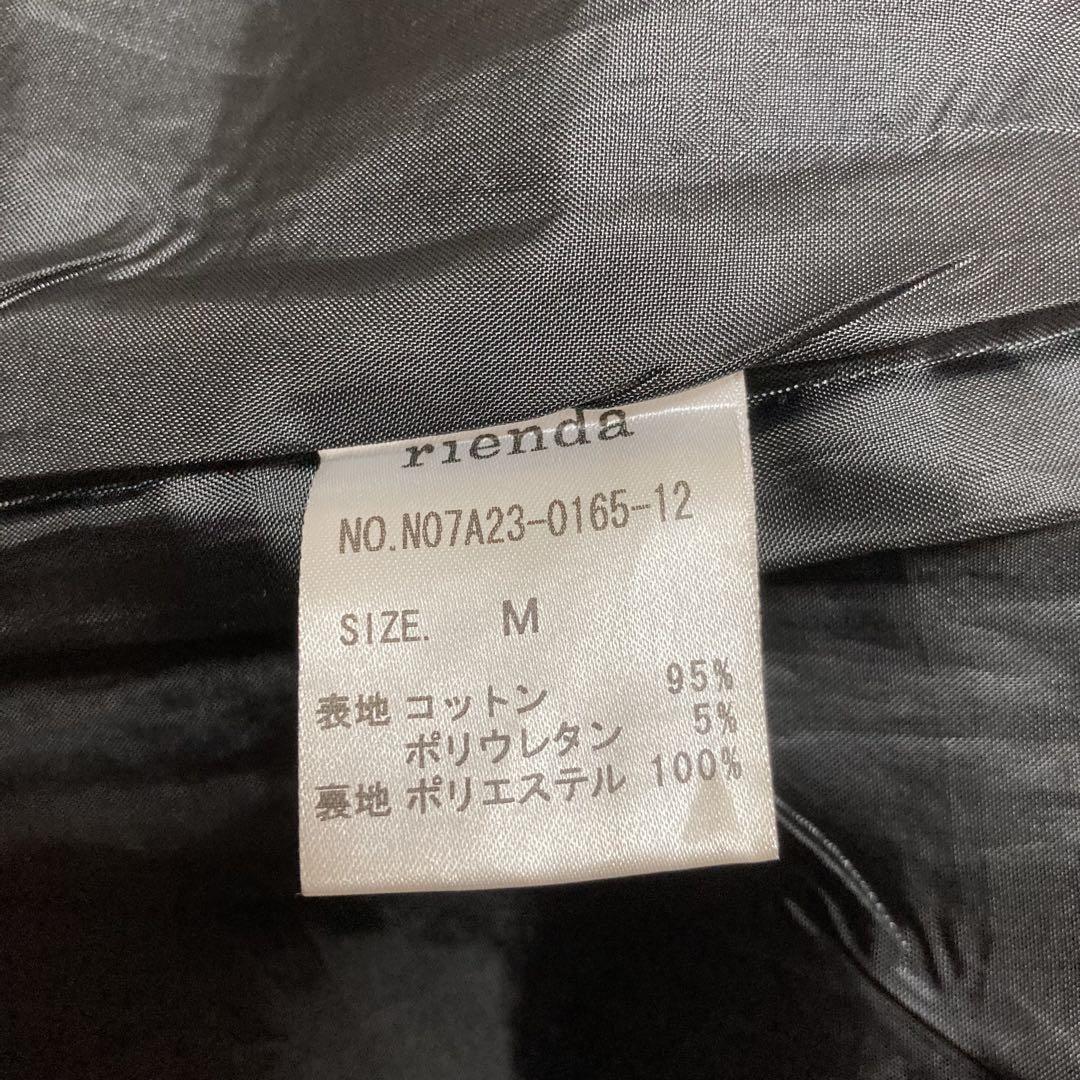 rienda
NO.N07A23-0165-12
SIZE. M
表地 コットン 95%
ポリウレタン 5%
裏地 ポリエステル 100%